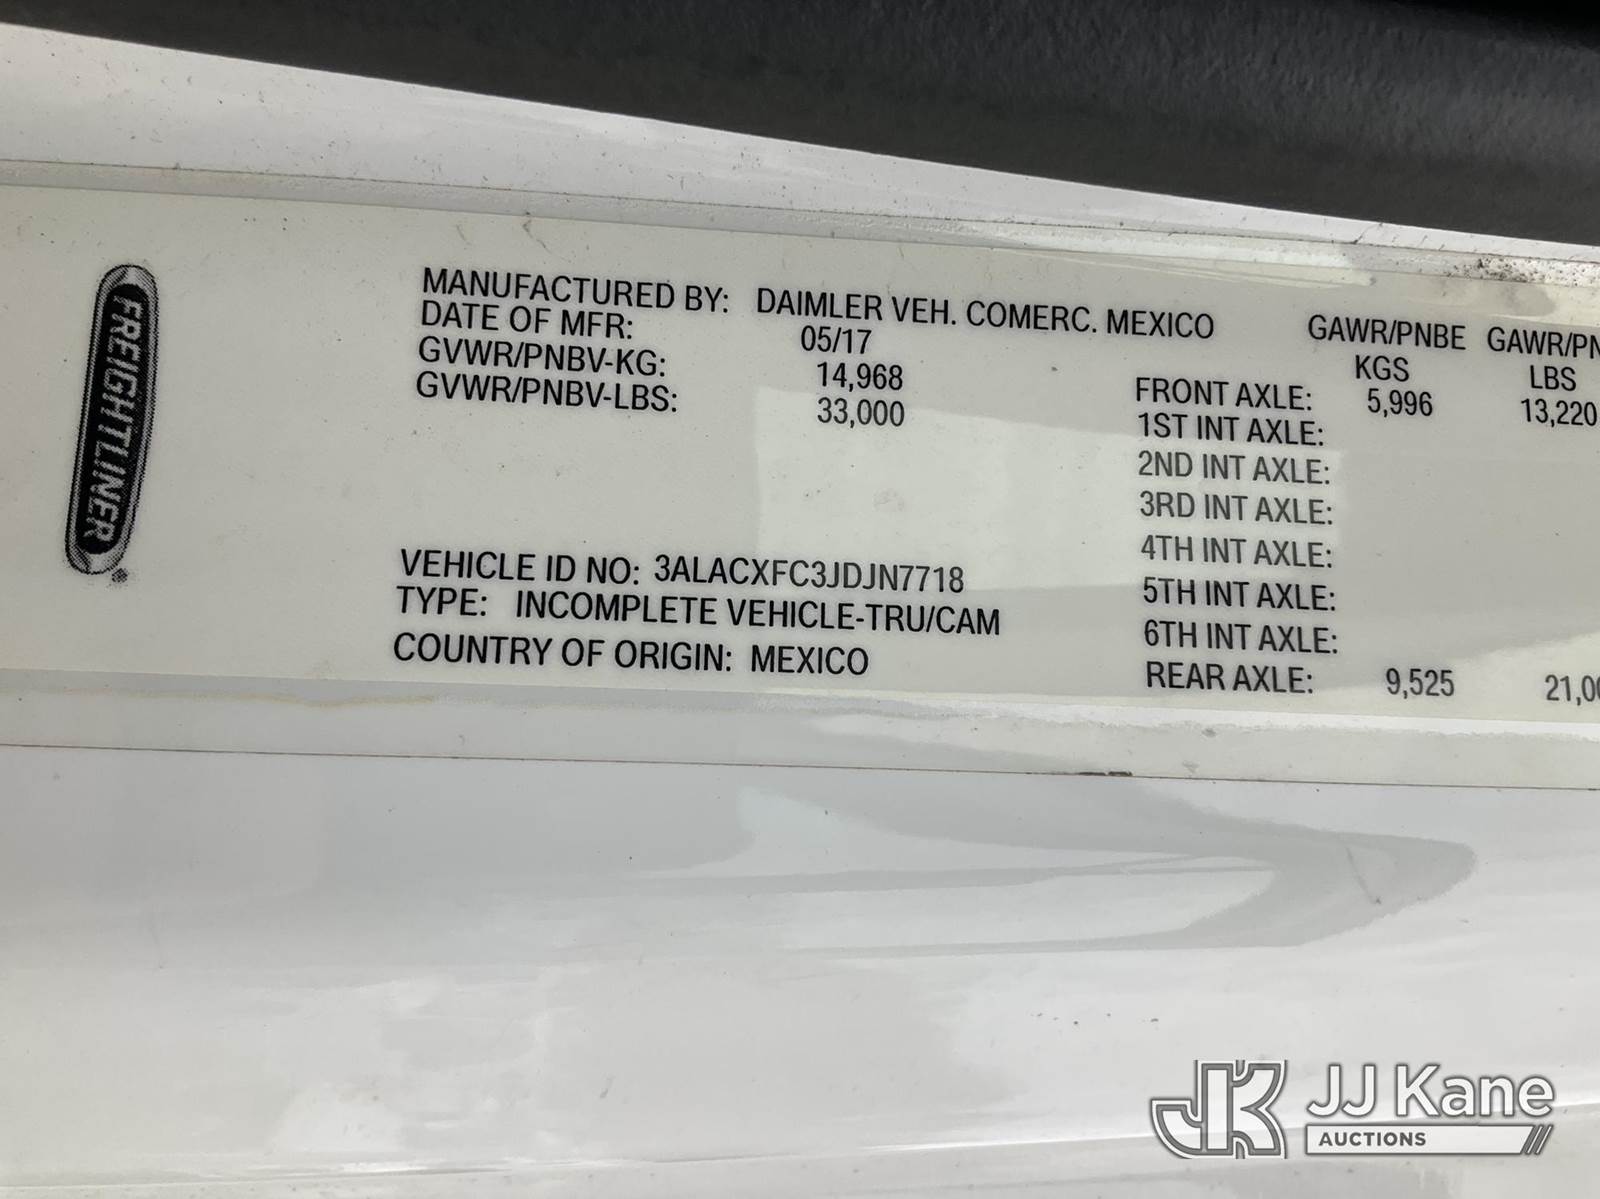 FREIGHTLINER
MANUFACTURED BY: DAIMLER VEH. COMERC. MEXICO
DATE OF MFR: 05/17
GVWR/PNBV-KG: 14,968
GVWR/PNBV-LBS: 33,000
VEHICLE ID NO: 3ALACXFC3JDJN7718
TYPE: INCOMPLETE VEHICLE-TRU/CAM
COUNTRY OF ORIGIN: MEXICO
GAWR/PNBE
KGS LBS
FRONT AXLE: 5,996 13,220
1ST INT AXLE:
2ND INT AXLE:
3RD INT AXLE:
4TH INT AXLE:
5TH INT AXLE:
6TH INT AXLE:
REAR AXLE: 9,525
JK JJ Kane
AUCTIONS